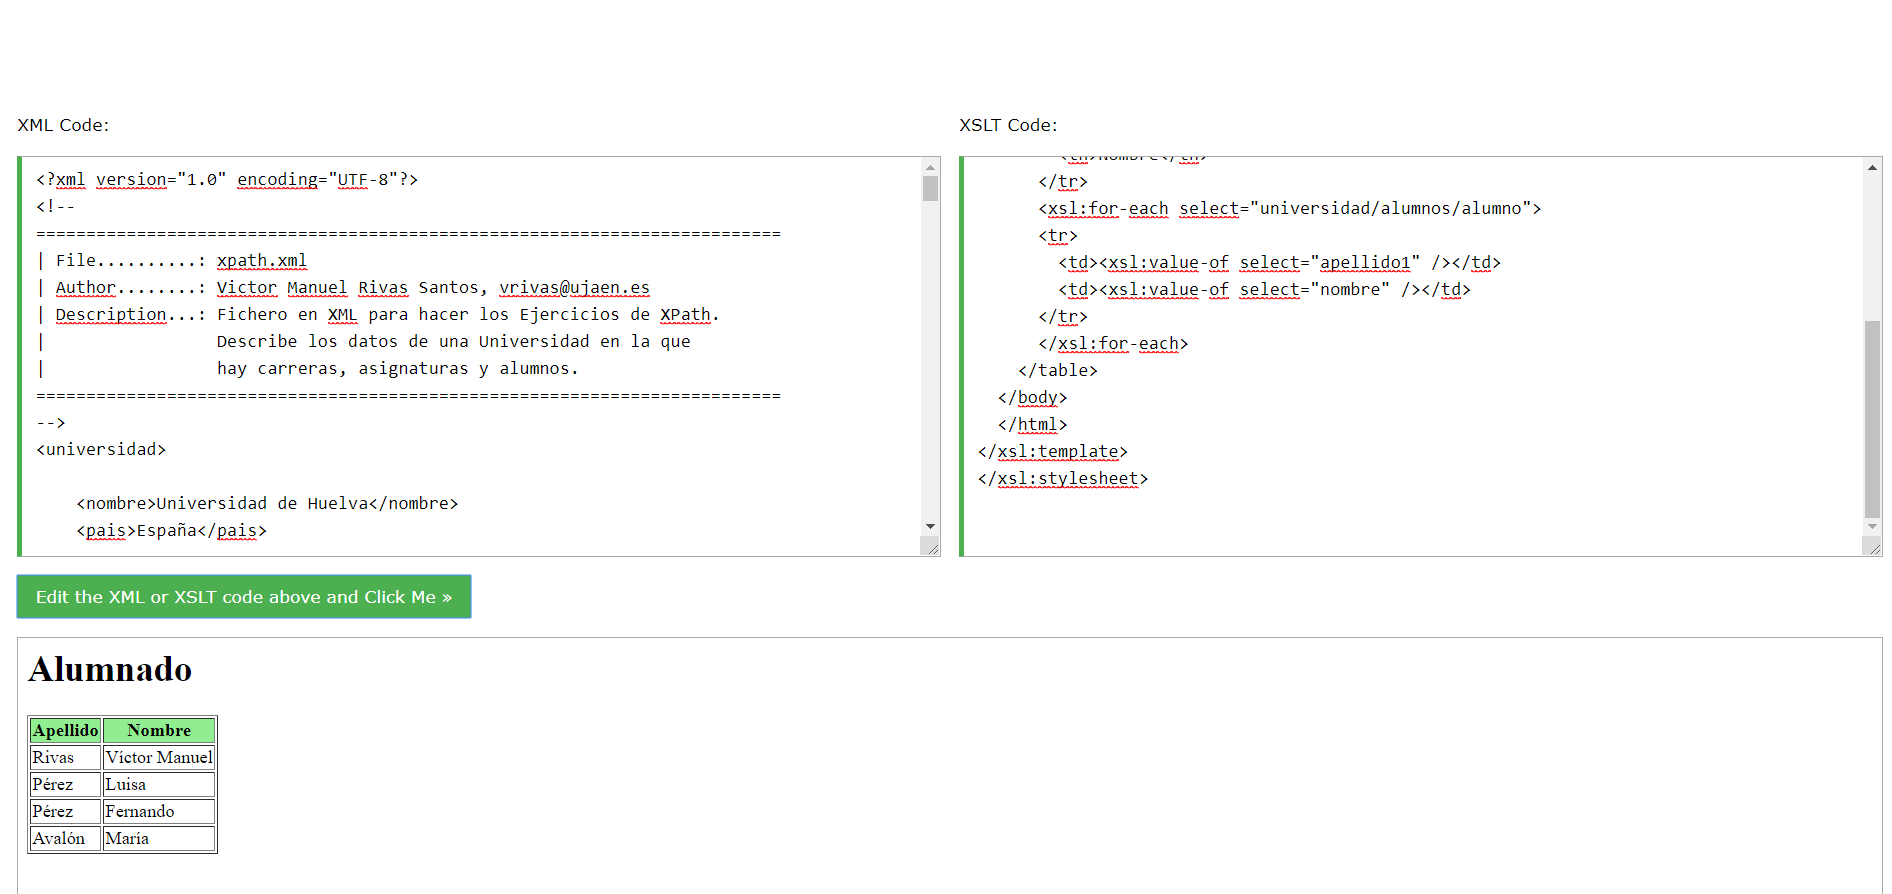 XML Code:
<?xml version="1.0" encoding="UTF-8"?>
<!--
==========================================================================
| File..........: xpath.xml
| Author........: Victor Manuel Rivas Santos, vrivas@ujaen.es
| Description...: Fichero en XML para hacer los Ejercicios de XPath.
|                 Describe los datos de una Universidad en la que
|                 hay carreras, asignaturas y alumnos.
==========================================================================
-->
<universidad>
    <nombre>Universidad de Huelva</nombre>
    <pais>España</pais>
XSLT Code:
        <th>Nombre</th>
      </tr>
      <xsl:for-each select="universidad/alumnos/alumno">
      <tr>
        <td><xsl:value-of select="apellido1" /></td>
        <td><xsl:value-of select="nombre" /></td>
      </tr>
      </xsl:for-each>
    </table>
  </body>
  </html>
</xsl:template>
</xsl:stylesheet>
Edit the XML or XSLT code above and Click Me »
Alumnado
Apellido Nombre
Rivas Víctor Manuel
Pérez Luisa
Pérez Fernando
Avalón María